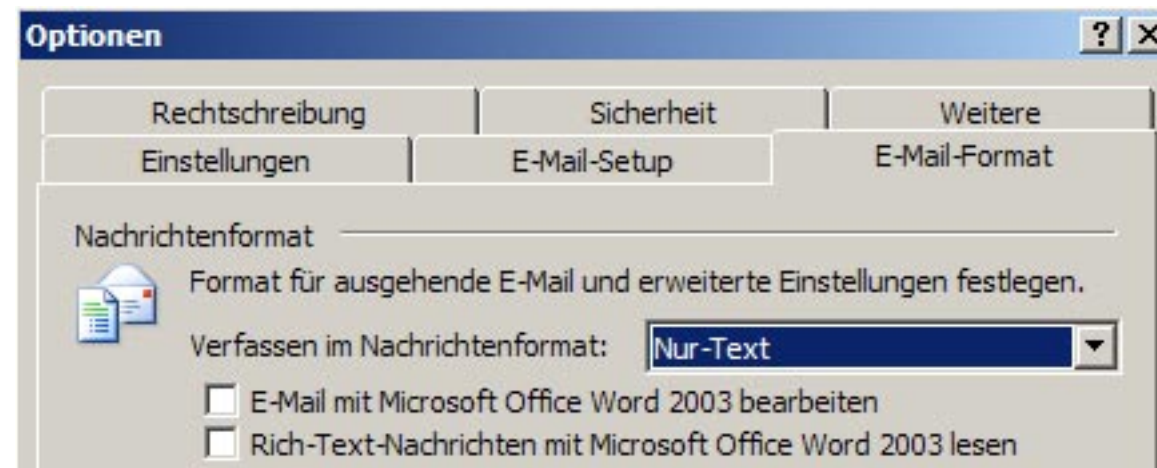 Optionen
Rechtschreibung Sicherheit Weitere
Einstellungen E-Mail-Setup E-Mail-Format
Nachrichtenformat
Format für ausgehende E-Mail und erweiterte Einstellungen festlegen.
Verfassen im Nachrichtenformat: Nur-Text
E-Mail mit Microsoft Office Word 2003 bearbeiten
Rich-Text-Nachrichten mit Microsoft Office Word 2003 lesen